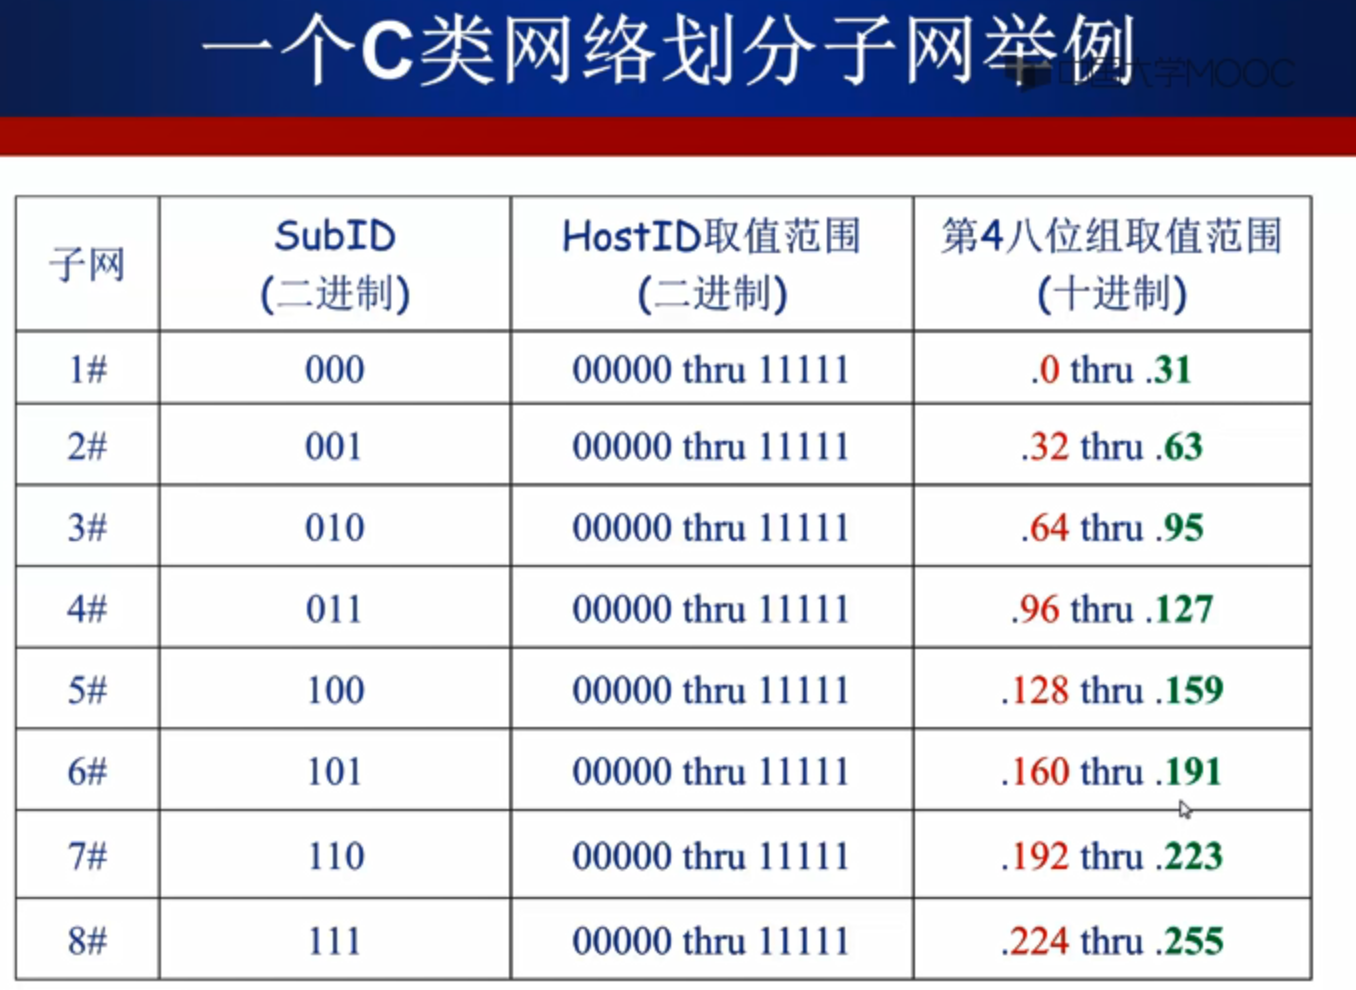 一个C类网络划分子网举例
中国大学MOOC
子网 SubID (二进制) HostID取值范围 (二进制) 第4八位组取值范围 (十进制)
1# 000 00000 thru 11111 .0 thru .31
2# 001 00000 thru 11111 .32 thru .63
3# 010 00000 thru 11111 .64 thru .95
4# 011 00000 thru 11111 .96 thru .127
5# 100 00000 thru 11111 .128 thru .159
6# 101 00000 thru 11111 .160 thru .191
7# 110 00000 thru 11111 .192 thru .223
8# 111 00000 thru 11111 .224 thru .255